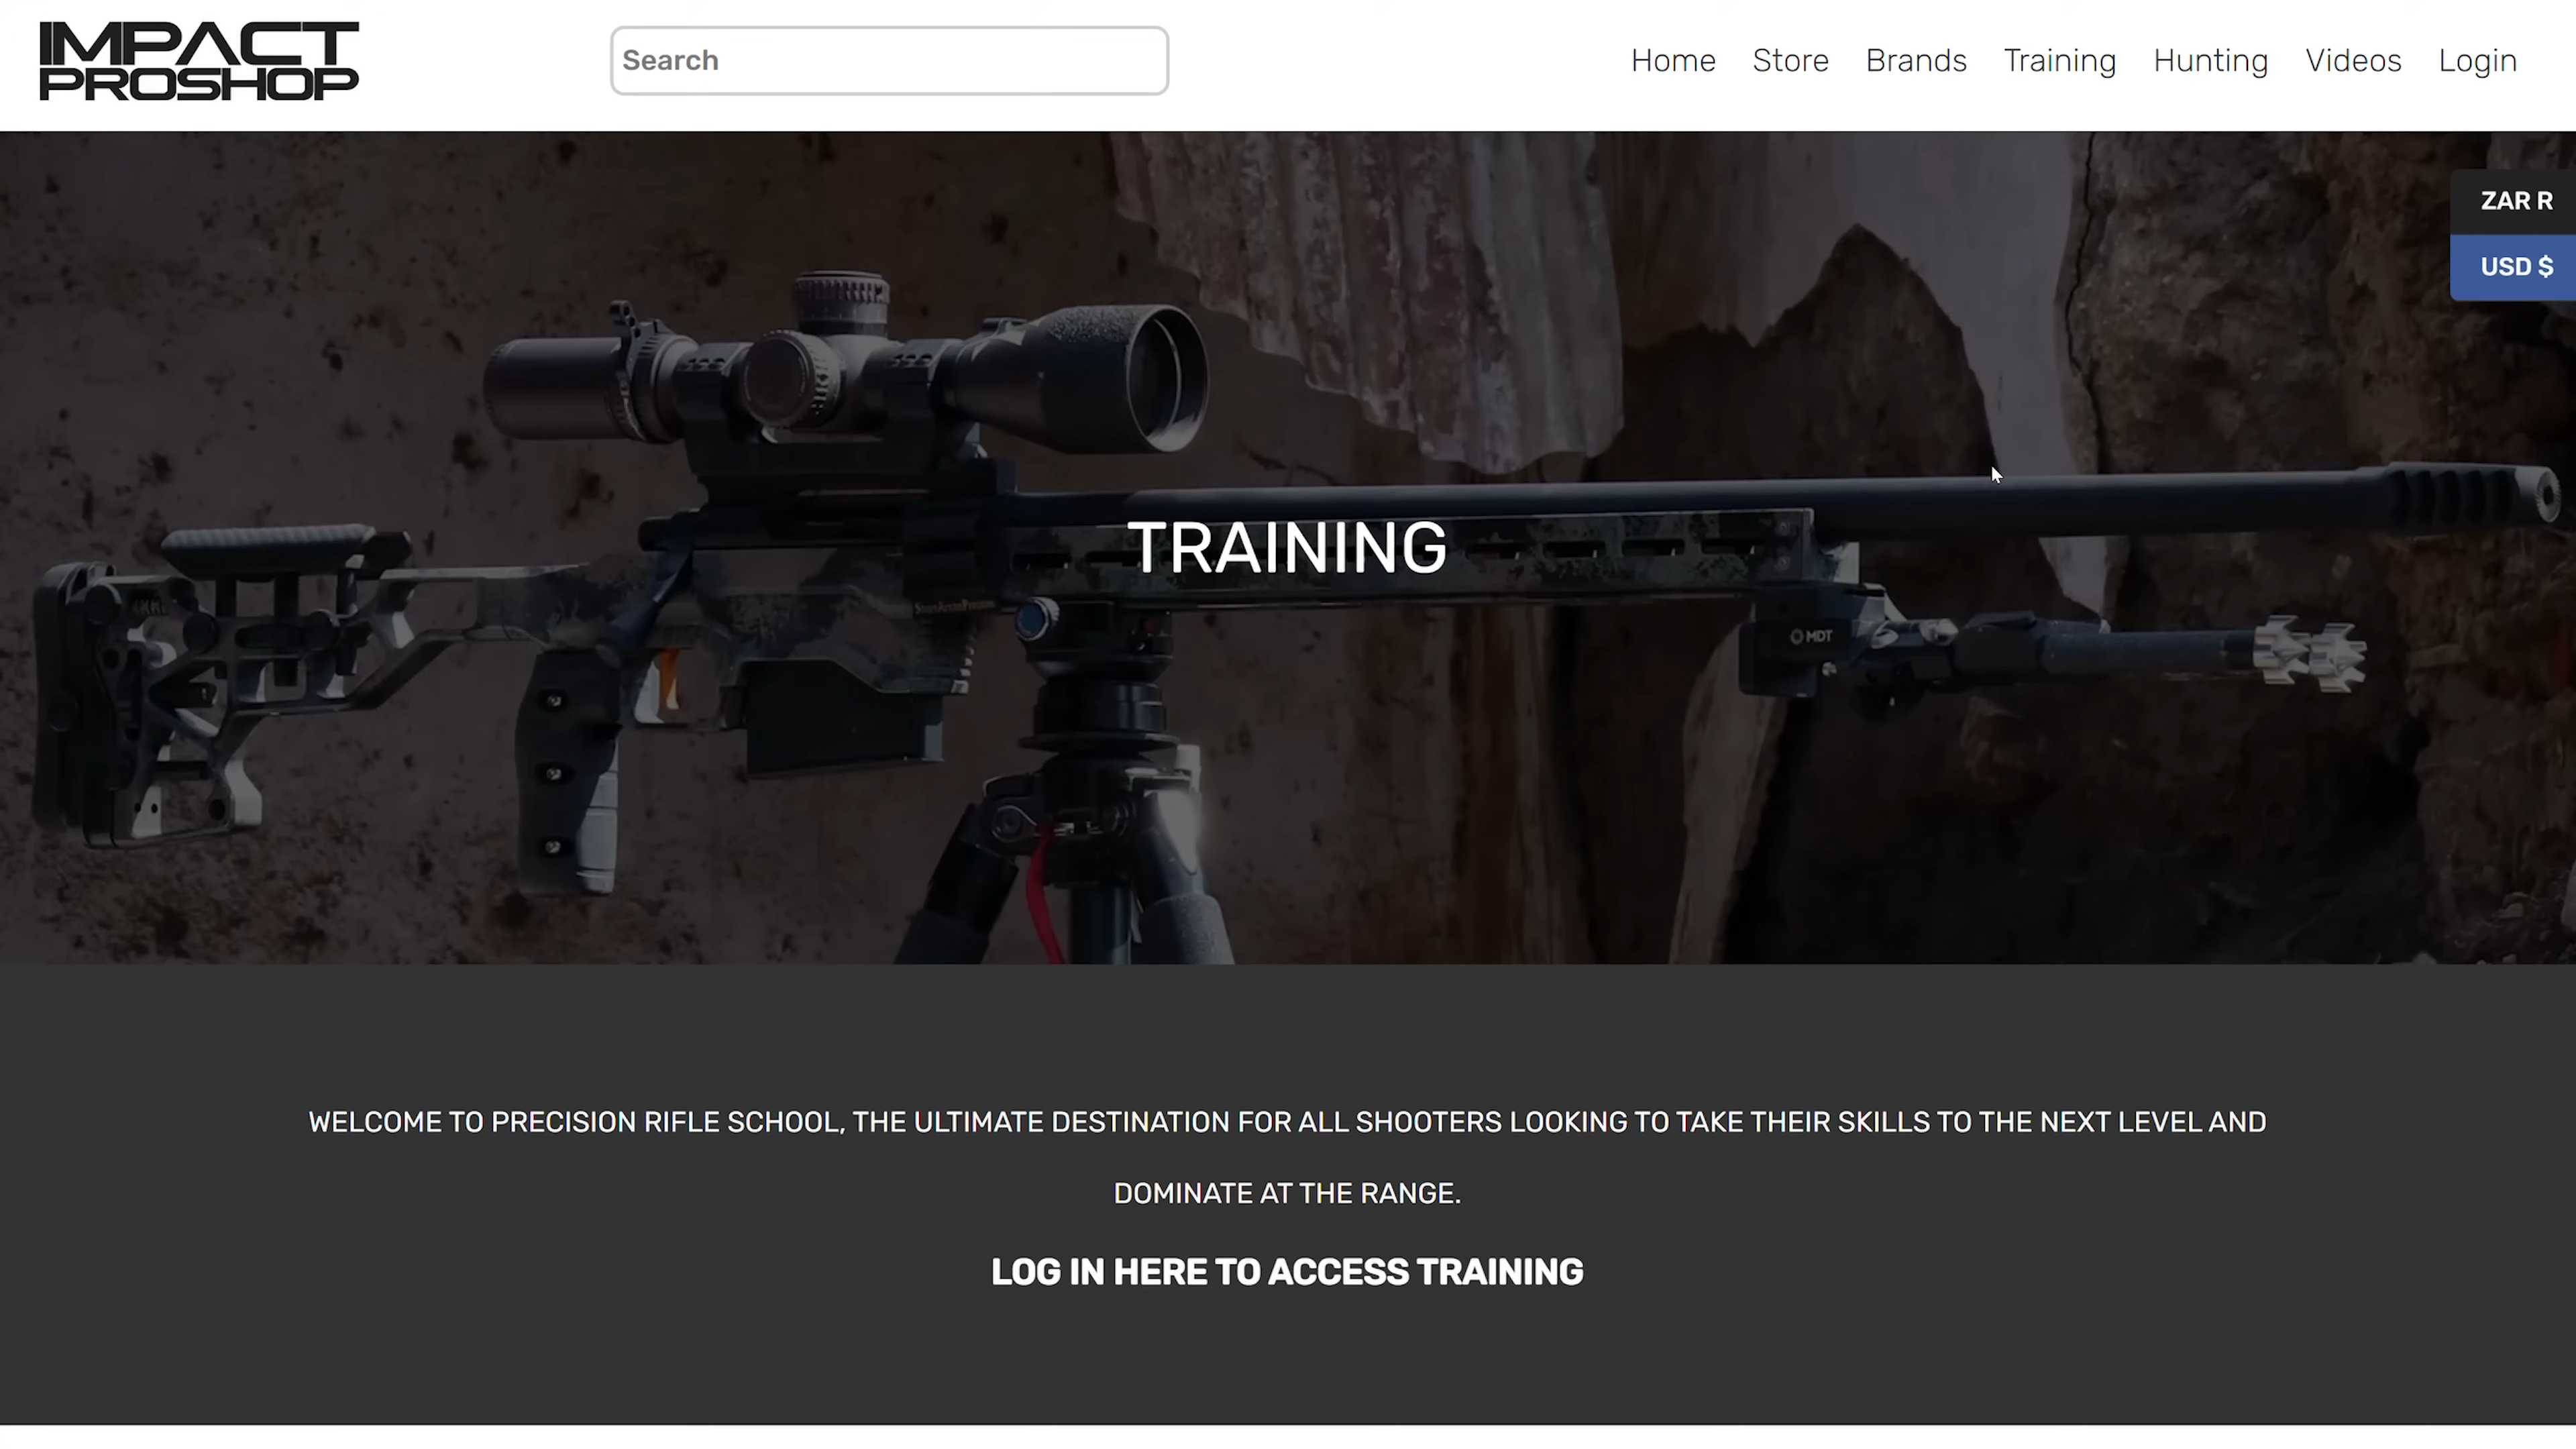 IMPACT
PROSHOP
Search
Home Store Brands Training Hunting Videos Login
ZAR R
USD $
TRAINING
MDT
WELCOME TO PRECISION RIFLE SCHOOL, THE ULTIMATE DESTINATION FOR ALL SHOOTERS LOOKING TO TAKE THEIR SKILLS TO THE NEXT LEVEL AND
DOMINATE AT THE RANGE.
LOG IN HERE TO ACCESS TRAINING